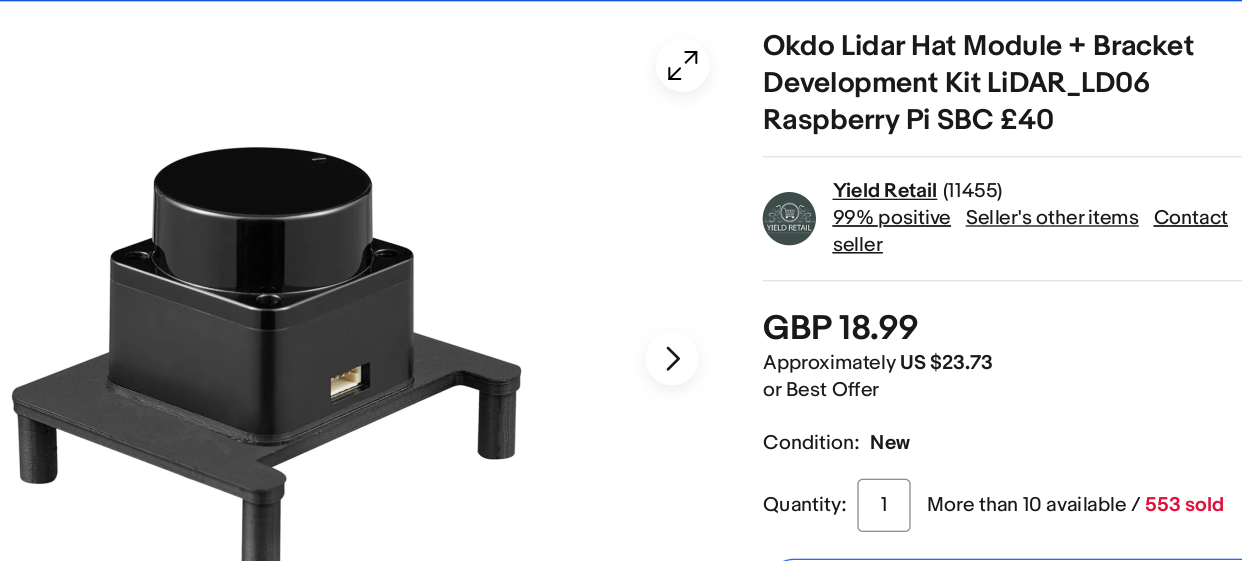 Okdo Lidar Hat Module + Bracket
Development Kit LiDAR_LD06
Raspberry Pi SBC £40
YIELD RETAIL
Yield Retail (11455)
99% positive Seller's other items Contact
seller
GBP 18.99
Approximately US $23.73
or Best Offer
Condition: New
Quantity: 1 More than 10 available / 553 sold